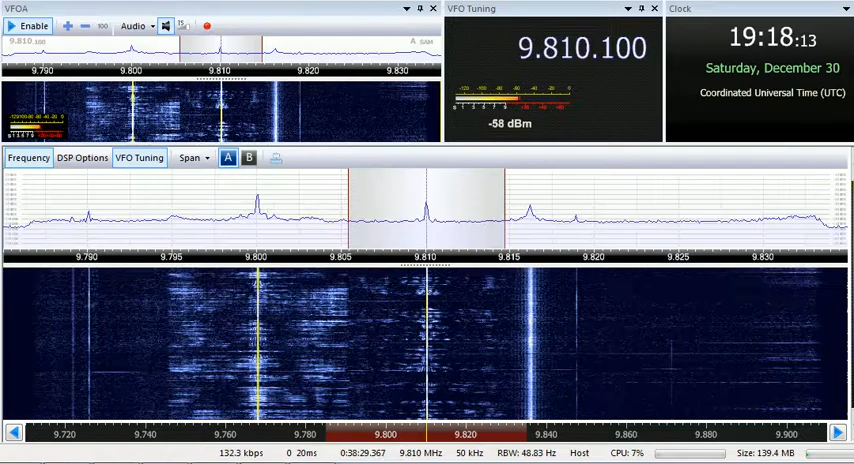 VFOA
VFO Tuning
Clock
Enable 100 Audio TS
9.810.100 A SAM
9.790 9.800 9.810 9.820 9.830
9.810.100
-58 dBm
19:18:13
Saturday, December 30
Coordinated Universal Time (UTC)
Frequency DSP Options VFO Tuning Span A B
9.790 9.795 9.800 9.805 9.810 9.815 9.820 9.825 9.830
9.720 9.740 9.760 9.780 9.800 9.820 9.840 9.860 9.880 9.900
132.3 kbps 0 20ms 0:38:29.367 9.810 MHz 50 kHz RBW: 48.83 Hz Host CPU: 7% Size: 139.4 MB